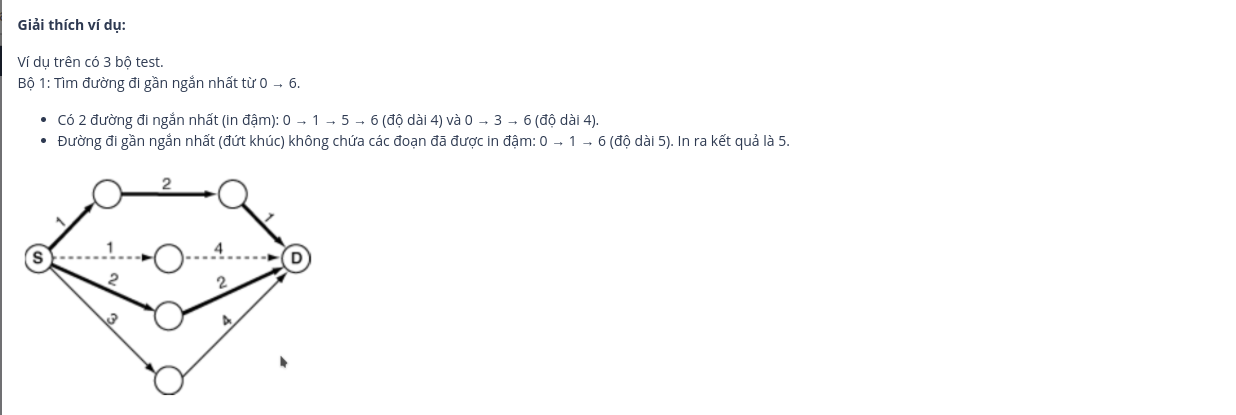 Giải thích ví dụ:
Ví dụ trên có 3 bộ test.
Bộ 1: Tìm đường đi gần ngắn nhất từ 0 → 6.
Có 2 đường đi ngắn nhất (in đậm): 0 → 1 → 5 → 6 (độ dài 4) và 0 → 3 → 6 (độ dài 4).
Đường đi gần ngắn nhất (đứt khúc) không chứa các đoạn đã được in đậm: 0 → 1 → 6 (độ dài 5). In ra kết quả là 5.
2
1
1
1
4
S
D
2
2
3
4